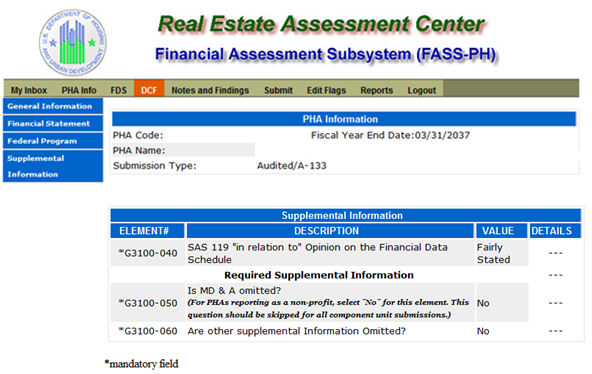 U.S. DEPARTMENT OF HOUSING
AND URBAN DEVELOPMENT
Real Estate Assessment Center
Financial Assessment Subsystem (FASS-PH)
My Inbox PHA Info FDS DCF Notes and Findings Submit Edit Flags Reports Logout
General Information
Financial Statement
Federal Program
Supplemental
Information
PHA Information
PHA Code: Fiscal Year End Date:03/31/2037
PHA Name:
Submission Type: Audited/A-133
Supplemental Information
ELEMENT# DESCRIPTION VALUE DETAILS
*G3100-040 SAS 119 "in relation to" Opinion on the Financial Data
Schedule Fairly
Stated ---
Required Supplemental Information ---
*G3100-050 Is MD & A omitted?
(For PHAs reporting as a non-profit, select ¨No¨ for this element. This
question should be skipped for all component unit submissions.) No ---
*G3100-060 Are other supplemental Information Omitted? No ---
*mandatory field